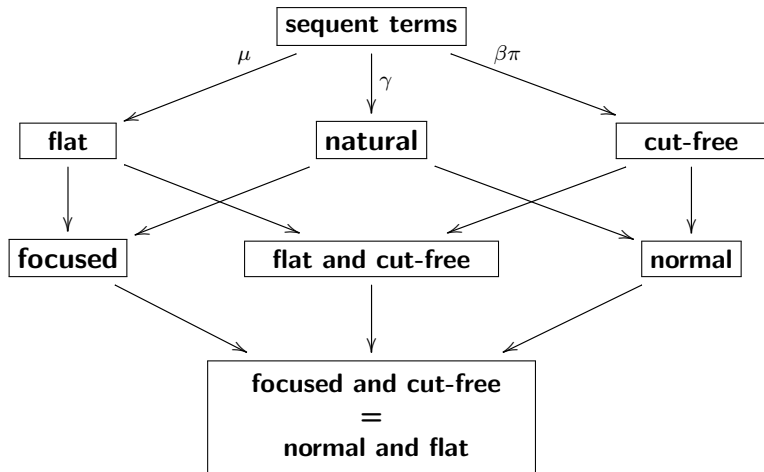 sequent terms
μ
γ
βπ
flat
natural
cut-free
focused
flat and cut-free
normal
focused and cut-free
=
normal and flat